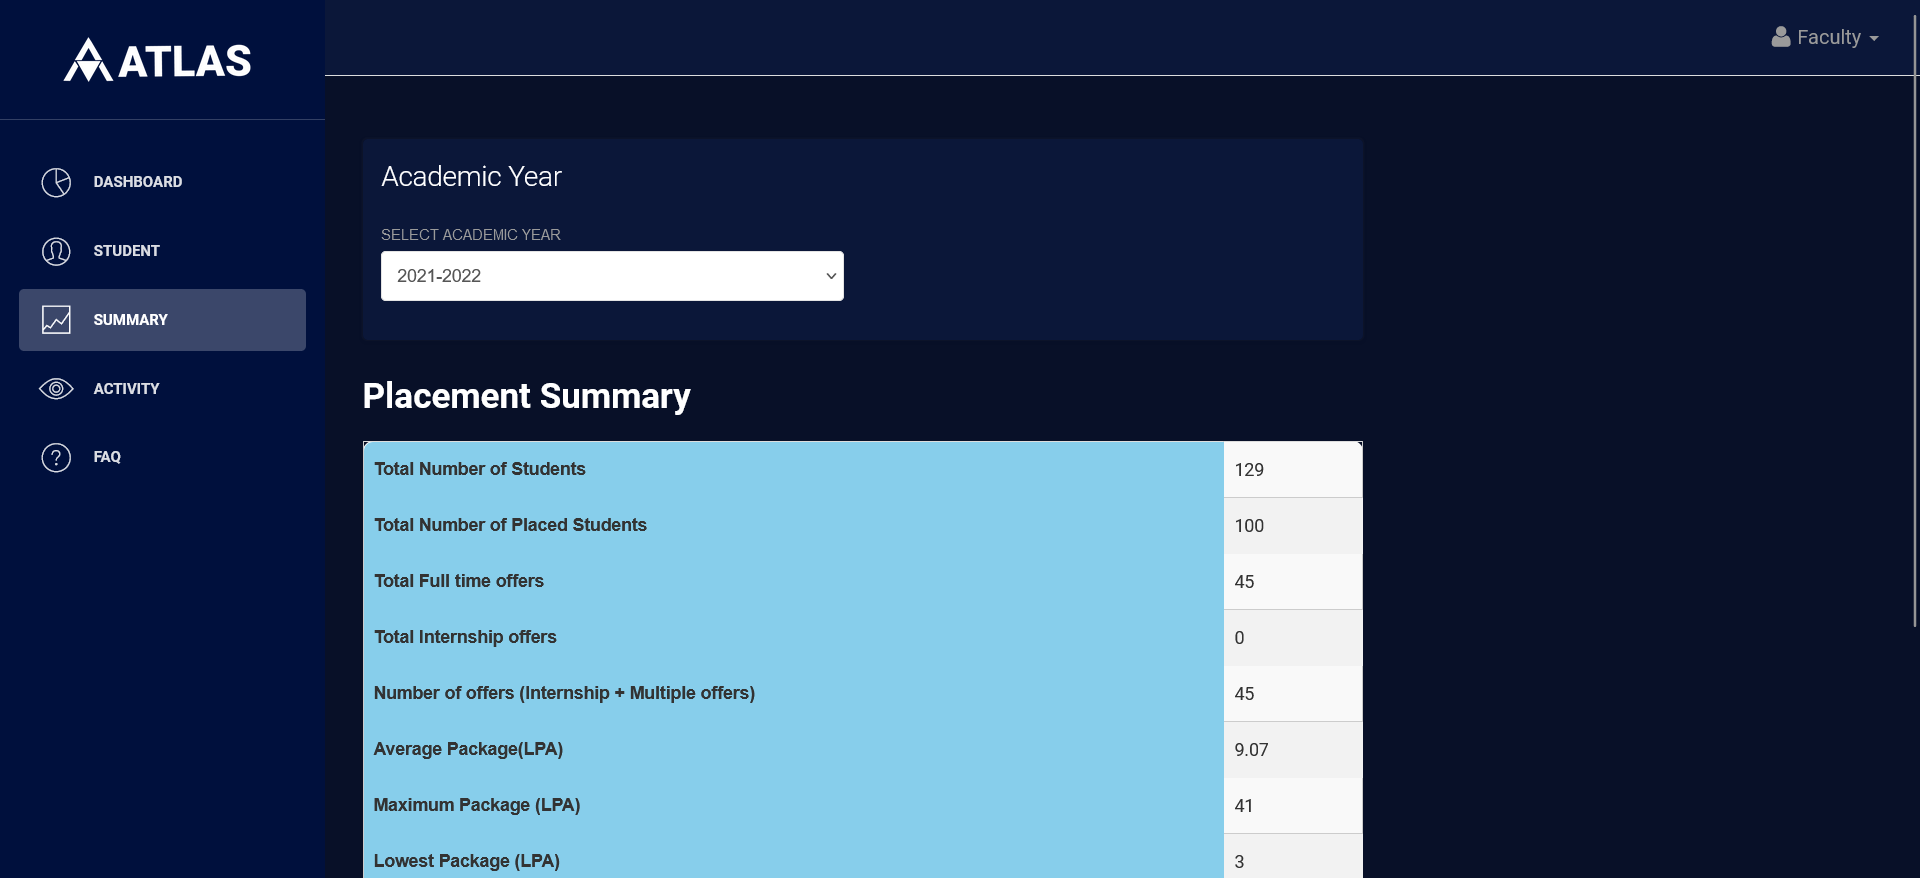 ATLAS
Faculty
DASHBOARD
STUDENT
SUMMARY
ACTIVITY
? FAQ
Academic Year
SELECT ACADEMIC YEAR
2021-2022
Placement Summary
Total Number of Students 129
Total Number of Placed Students 100
Total Full time offers 45
Total Internship offers 0
Number of offers (Internship + Multiple offers) 45
Average Package(LPA) 9.07
Maximum Package (LPA) 41
Lowest Package (LPA) 3